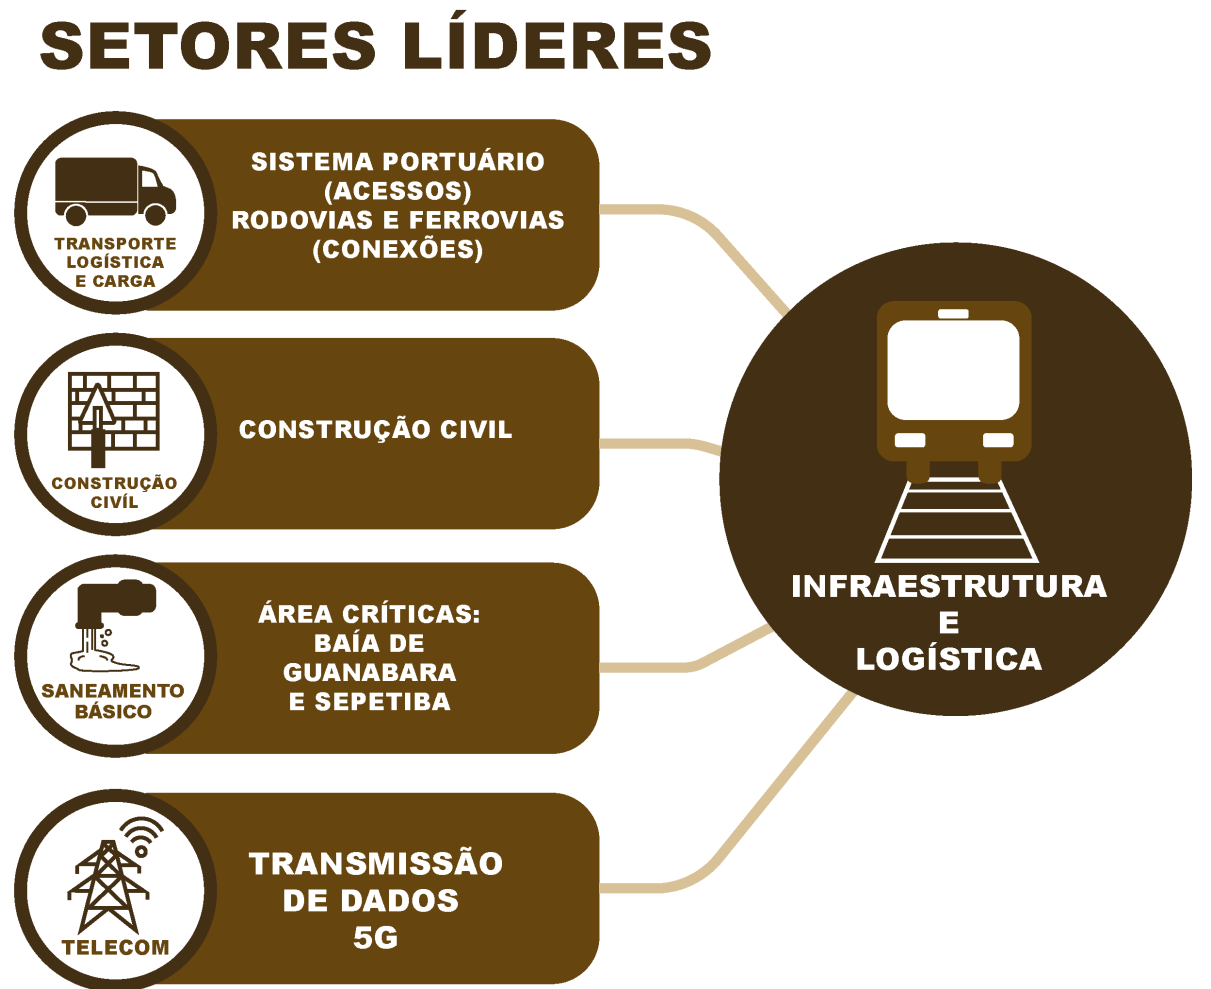 SETORES LÍDERES
TRANSPORTE
LOGÍSTICA
E CARGA
SISTEMA PORTUÁRIO
(ACESSOS)
RODOVIAS E FERROVIAS
(CONEXÕES)
CONSTRUÇÃO
CIVÍL
CONSTRUÇÃO CIVIL
SANEAMENTO
BÁSICO
ÁREA CRÍTICAS:
BAÍA DE
GUANABARA
E SEPETIBA
TELECOM
TRANSMISSÃO
DE DADOS
5G
INFRAESTRUTURA
E
LOGÍSTICA